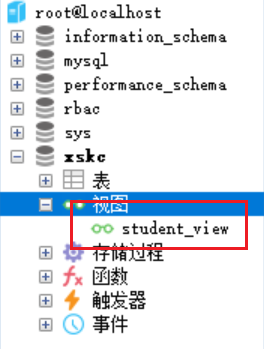 root@localhost
information_schema
mysql
performance_schema
rbac
sys
xskc
表
视图
student_view
存储过程
函数
触发器
事件